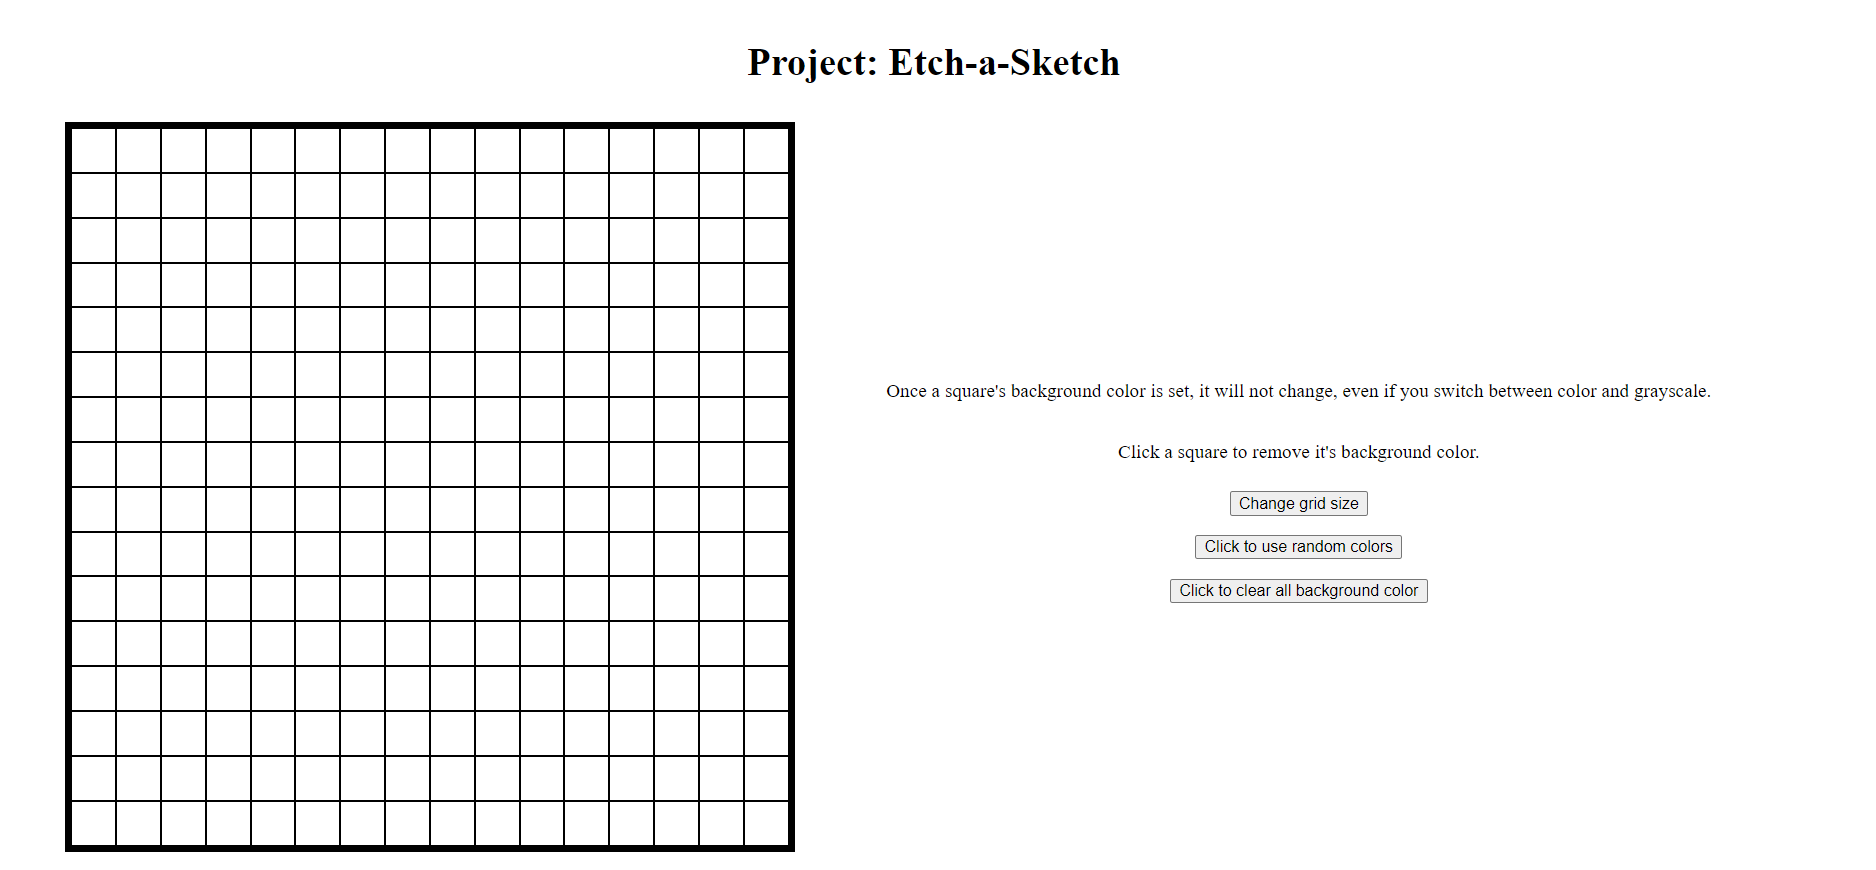 Project: Etch-a-Sketch
Once a square's background color is set, it will not change, even if you switch between color and grayscale.
Click a square to remove it's background color.
Change grid size
Click to use random colors
Click to clear all background color